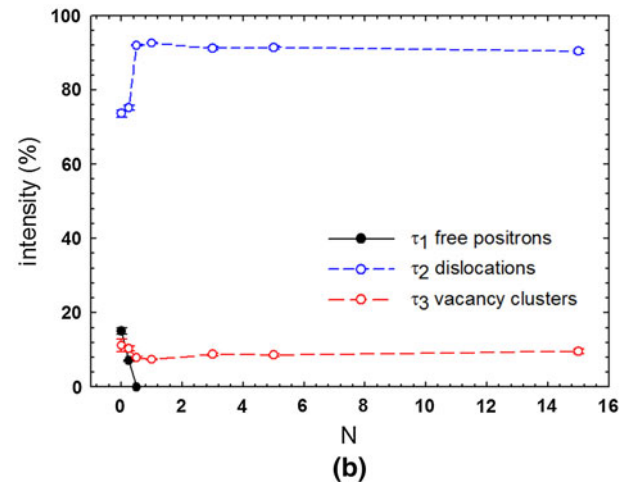 100
80
60
40
20
0
intensity (%)
τ1 free positrons
τ2 dislocations
τ3 vacancy clusters
0 2 4 6 8 10 12 14 16
N
(b)